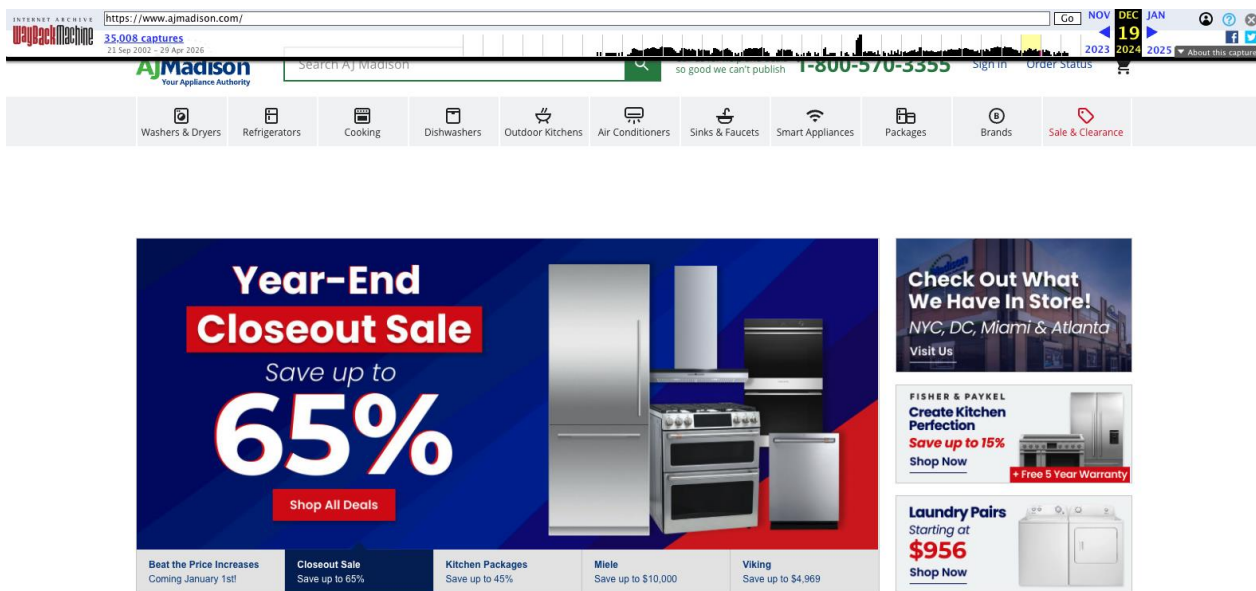 INTERNET ARCHIVE
WayBackMachine
https://www.ajmadison.com/
Go
NOV DEC JAN
35,008 captures
19
21 Sep 2002 – 29 Apr 2026
2023 2024 2025
▼ About this capture
AJMadison
Your Appliance Authority
Search AJ Madison
so good we can't publish
1-800-570-3355
Sign In
Order Status
Washers & Dryers
Refrigerators
Cooking
Dishwashers
Outdoor Kitchens
Air Conditioners
Sinks & Faucets
Smart Appliances
Packages
Brands
Sale & Clearance
Year-End
Closeout Sale
Save up to
65%
Shop All Deals
Check Out What
We Have In Store!
NYC, DC, Miami & Atlanta
Visit Us
FISHER & PAYKEL
Create Kitchen
Perfection
Save up to 15%
Shop Now
+ Free 5 Year Warranty
Laundry Pairs
Starting at
$956
Shop Now
Beat the Price Increases
Coming January 1st!
Closeout Sale
Save up to 65%
Kitchen Packages
Save up to 45%
Miele
Save up to $10,000
Viking
Save up to $4,969